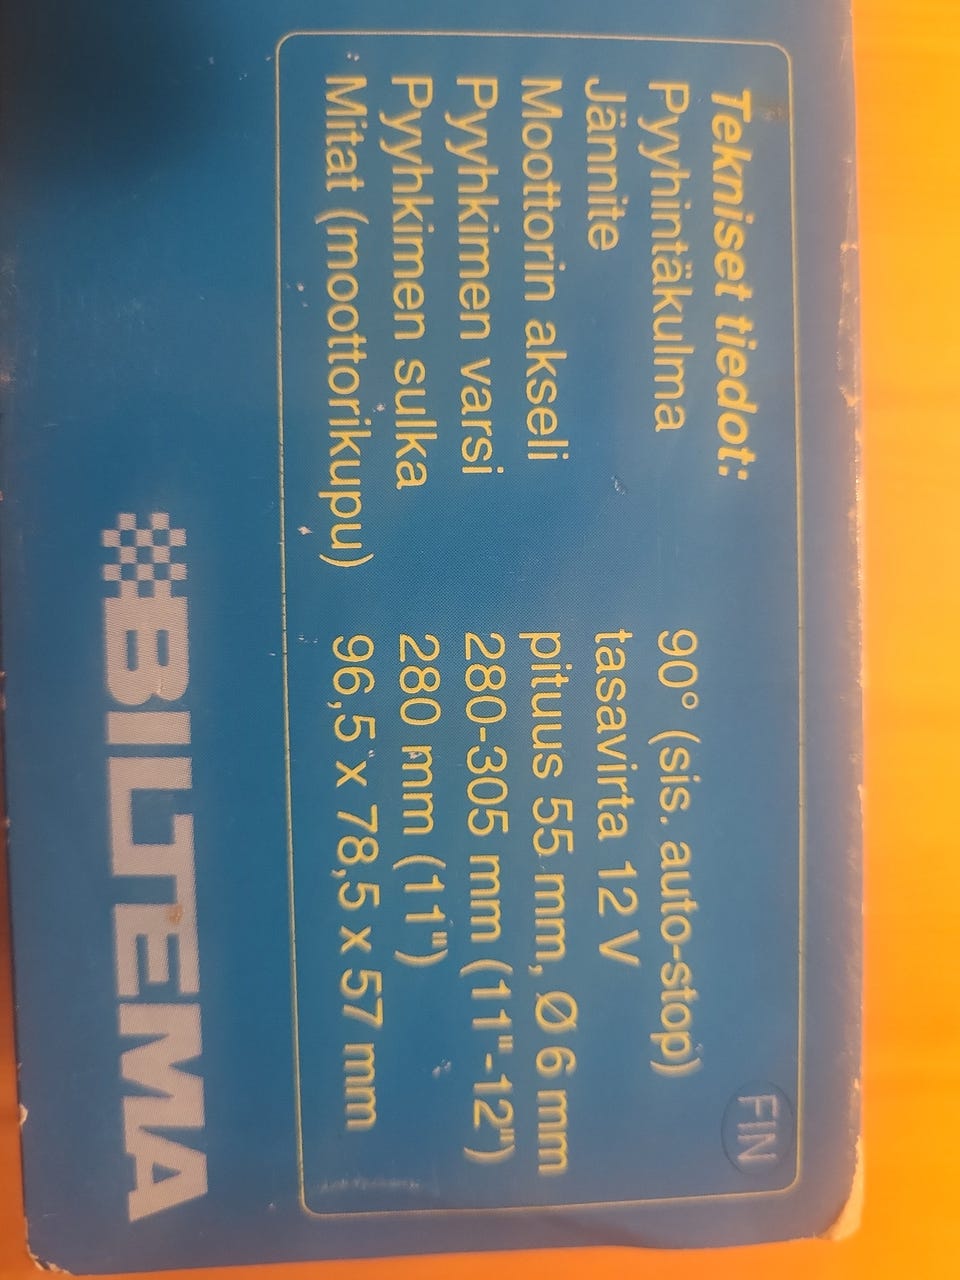 Tekniset tiedot:
FIN
Pyyhintäkulma 90° (sis. auto-stop)
Jännite tasavirta 12 V
Moottorin akseli pituus 55 mm, Ø 6 mm
Pyyhkimen varsi 280-305 mm (11"-12")
Pyyhkimen sulka 280 mm (11")
Mitat (moottorikupu) 96,5 x 78,5 x 57 mm
BILTEMA